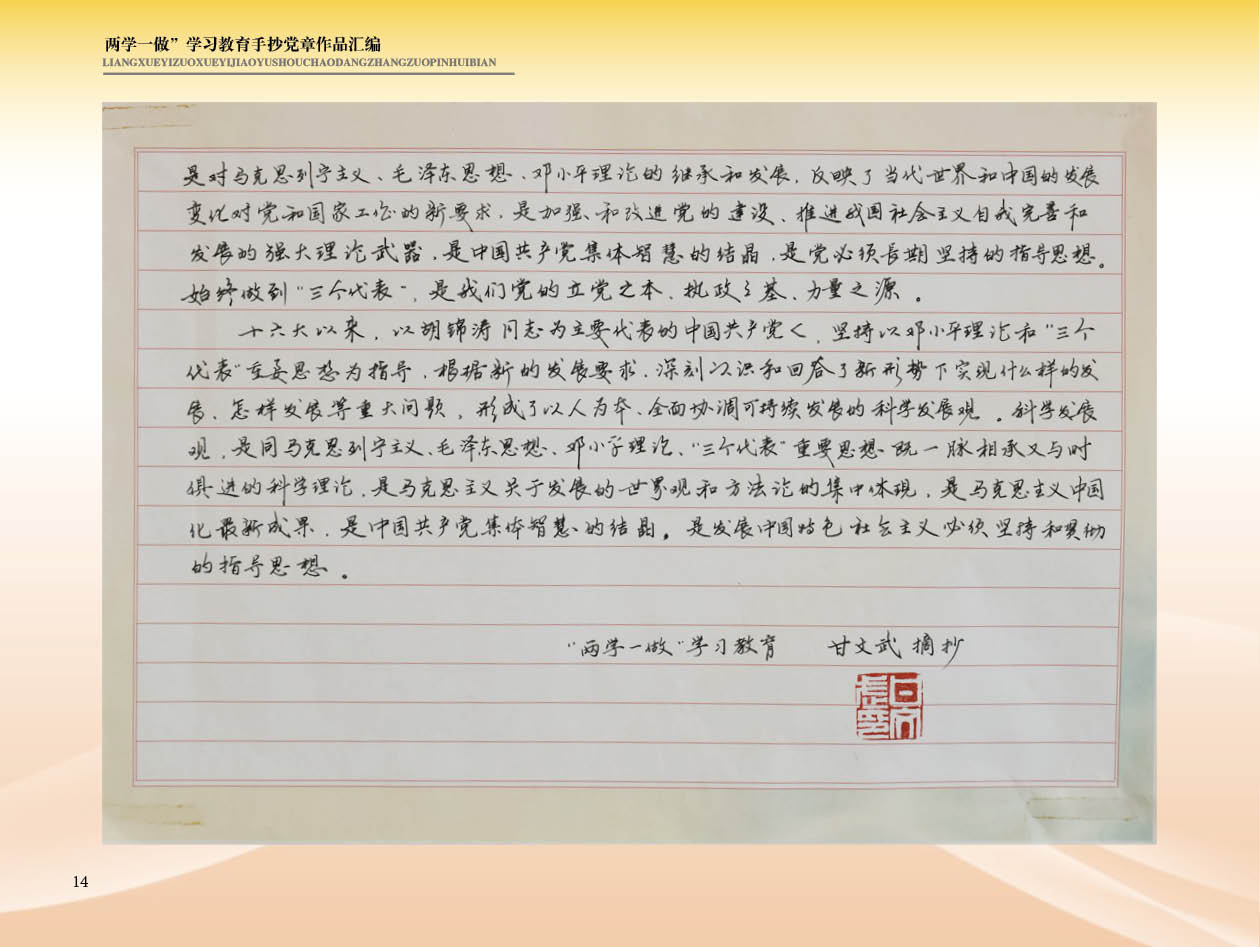 两学一做”学习教育手抄党章作品汇编
LIANGXUEYIZUOXUEYIJIAOYUSHOUCHAODANGZHANGZUOPINHUIBIAN
是对马克思列宁主义、毛泽东思想、邓小平理论的继承和发展，反映了当代世界和中国的发展
变化对党和国家工作的新要求，是加强和改进党的建设、推进我国社会主义自我完善和
发展的强大理论武器，是中国共产党集体智慧的结晶，是党必须长期坚持的指导思想。
始终做到“三个代表”，是我们党的立党之本、执政之基、力量之源。
十六大以来，以胡锦涛同志为主要代表的中国共产党人，坚持以邓小平理论和“三个
代表”重要思想为指导，根据新的发展要求，深刻认识和回答了新形势下实现什么样的发
展、怎样发展等重大问题，形成了以人为本、全面协调可持续发展的科学发展观。科学发展
观，是同马克思列宁主义、毛泽东思想、邓小平理论、“三个代表”重要思想既一脉相承又与时
俱进的科学理论，是马克思主义关于发展的世界观和方法论的集中体现，是马克思主义中国
化最新成果，是中国共产党集体智慧的结晶，是发展中国特色社会主义必须坚持和贯彻
的指导思想。
“两学一做”学习教育 甘文武 摘抄
14